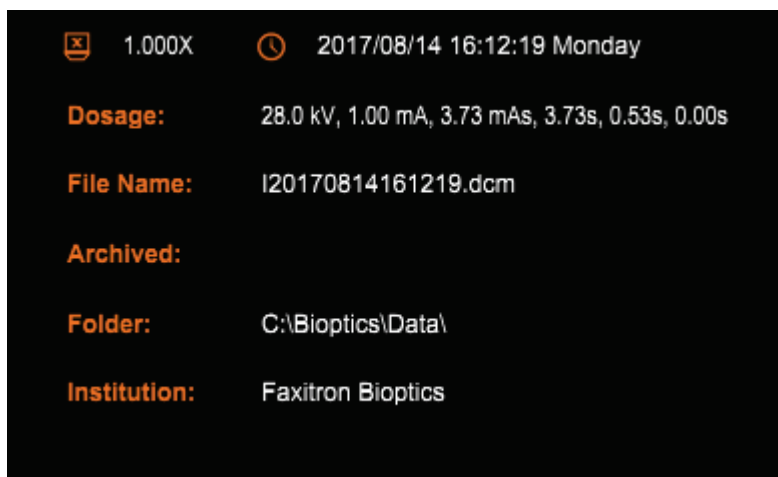 1.000X 2017/08/14 16:12:19 Monday
Dosage: 28.0 kV, 1.00 mA, 3.73 mAs, 3.73s, 0.53s, 0.00s
File Name: I20170814161219.dcm
Archived:
Folder: C:\Bioptics\Data\
Institution: Faxitron Bioptics